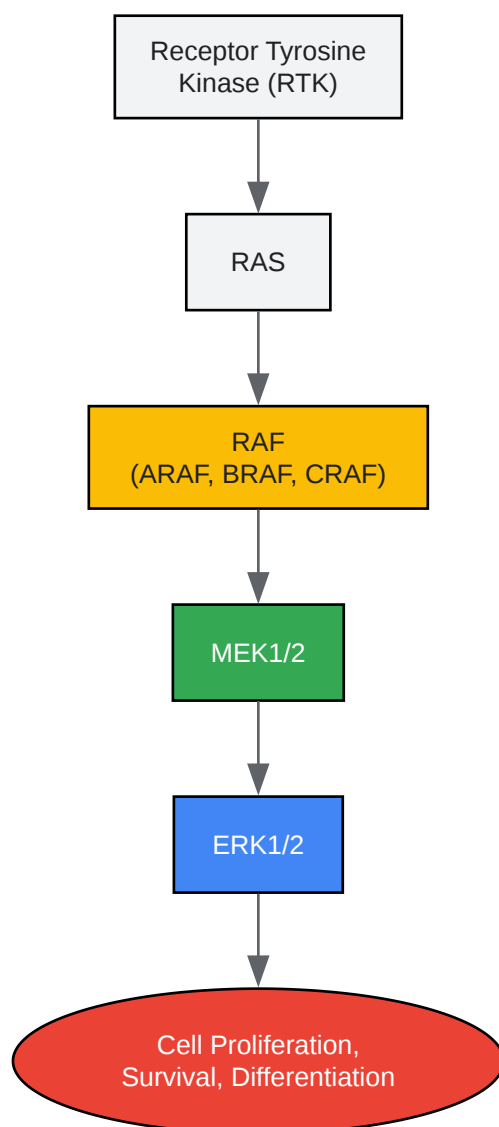 Receptor Tyrosine
Kinase (RTK)
RAS
RAF
(ARAF, BRAF, CRAF)
MEK1/2
ERK1/2
Cell Proliferation,
Survival, Differentiation